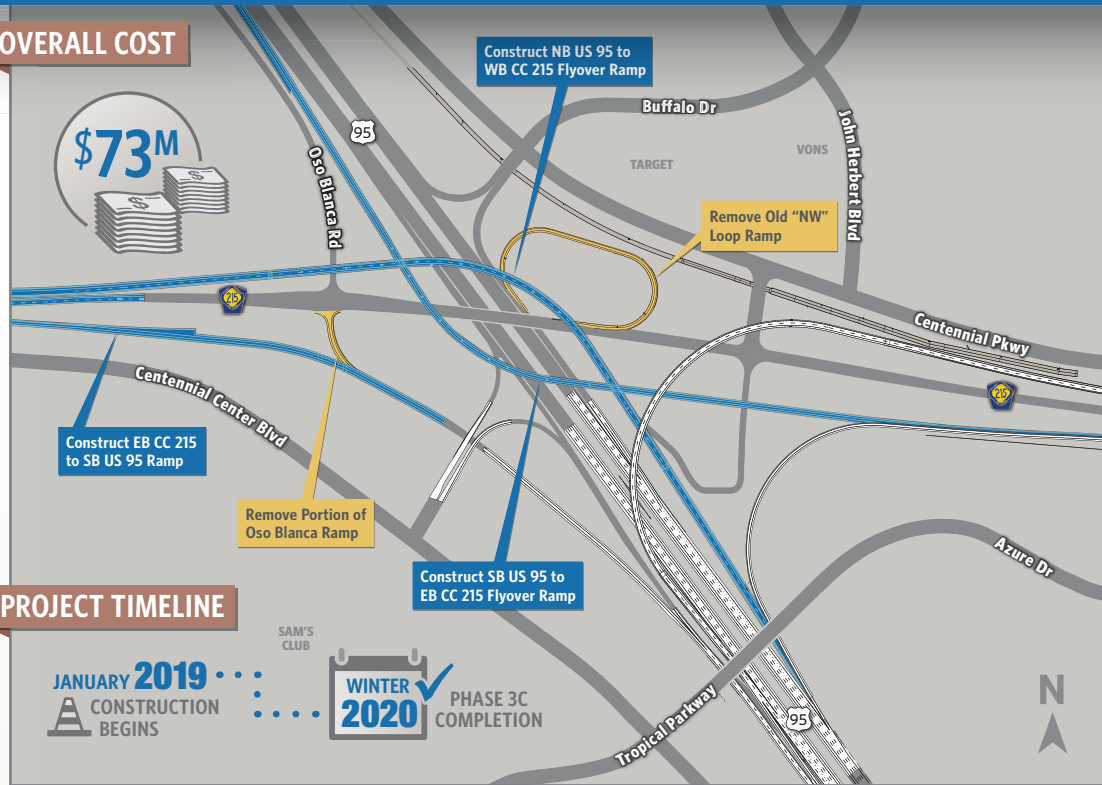 OVERALL COST
$73M
Construct NB US 95 to
WB CC 215 Flyover Ramp
95
Oso Blanca Rd
Buffalo Dr
John Herbert Blvd
VONS
TARGET
Remove Old “NW”
Loop Ramp
215
Centennial Pkwy
215
Centennial Center Blvd
Construct EB CC 215
to SB US 95 Ramp
Remove Portion of
Oso Blanca Ramp
Construct SB US 95 to
EB CC 215 Flyover Ramp
Azure Dr
PROJECT TIMELINE
SAM'S
CLUB
JANUARY 2019
CONSTRUCTION
BEGINS
WINTER
2020
PHASE 3C
COMPLETION
Tropical Parkway
95
N